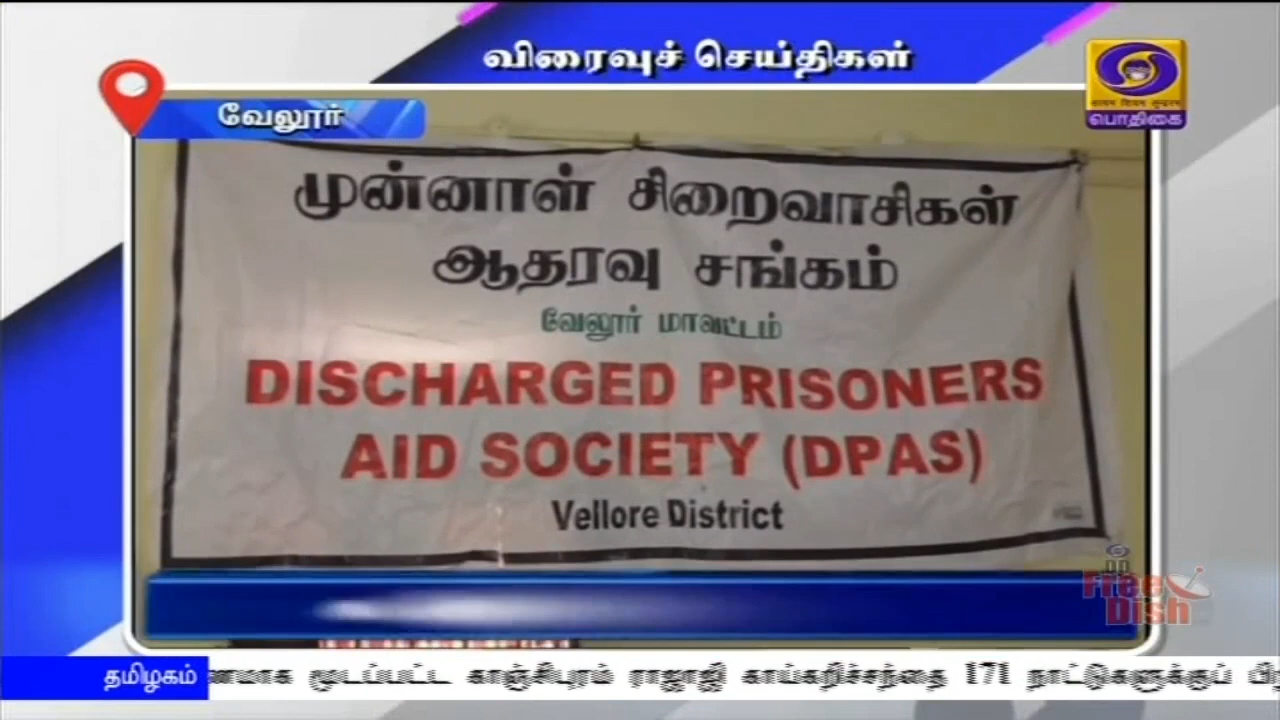 விரைவுச் செய்திகள்
வேலூர்
பொதிகை
முன்னாள் சிறைவாசிகள்
ஆதரவு சங்கம்
வேலூர் மாவட்டம்
DISCHARGED PRISONERS
AID SOCIETY (DPAS)
Vellore District
Free
Dish
தமிழகம் ணமாக மூடப்பட்ட காஞ்சிபுரம் ராஜாஜி காய்கறிச்சந்தை 171 நாட்டுகளுக்குப்